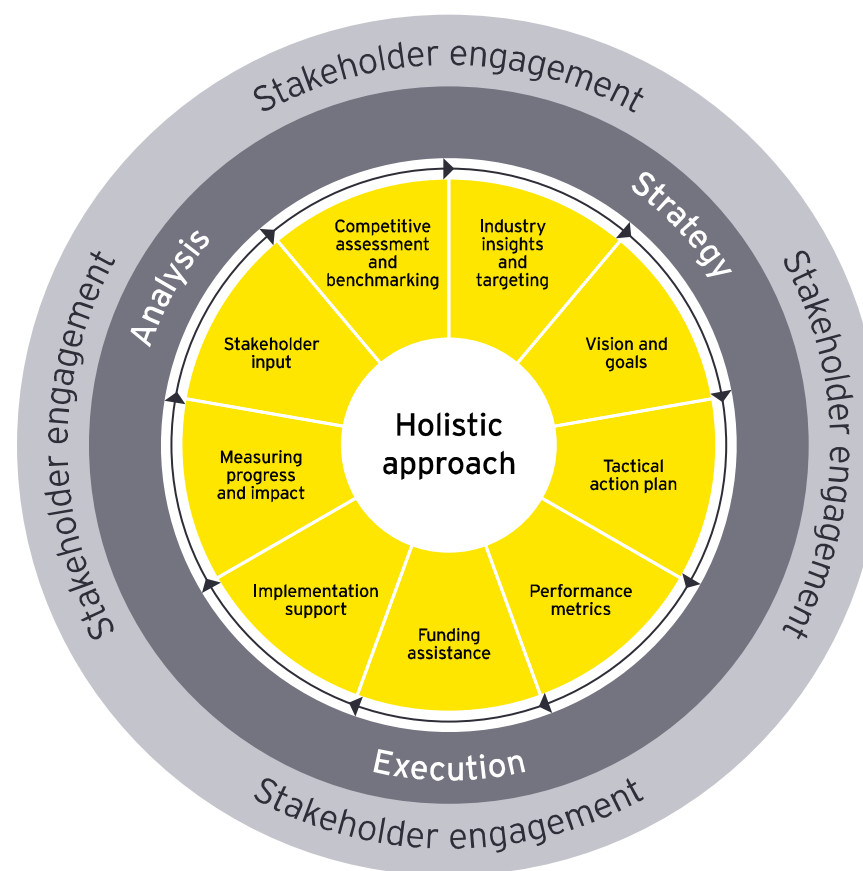 Stakeholder engagement
Strategy
Stakeholder engagement
Execution
Stakeholder engagement
Analysis
Stakeholder engagement
Competitive
assessment
and
benchmarking
Industry
insights
and
targeting
Vision and
goals
Tactical
action plan
Performance
metrics
Funding
assistance
Implementation
support
Measuring
progress
and impact
Stakeholder
input
Holistic
approach